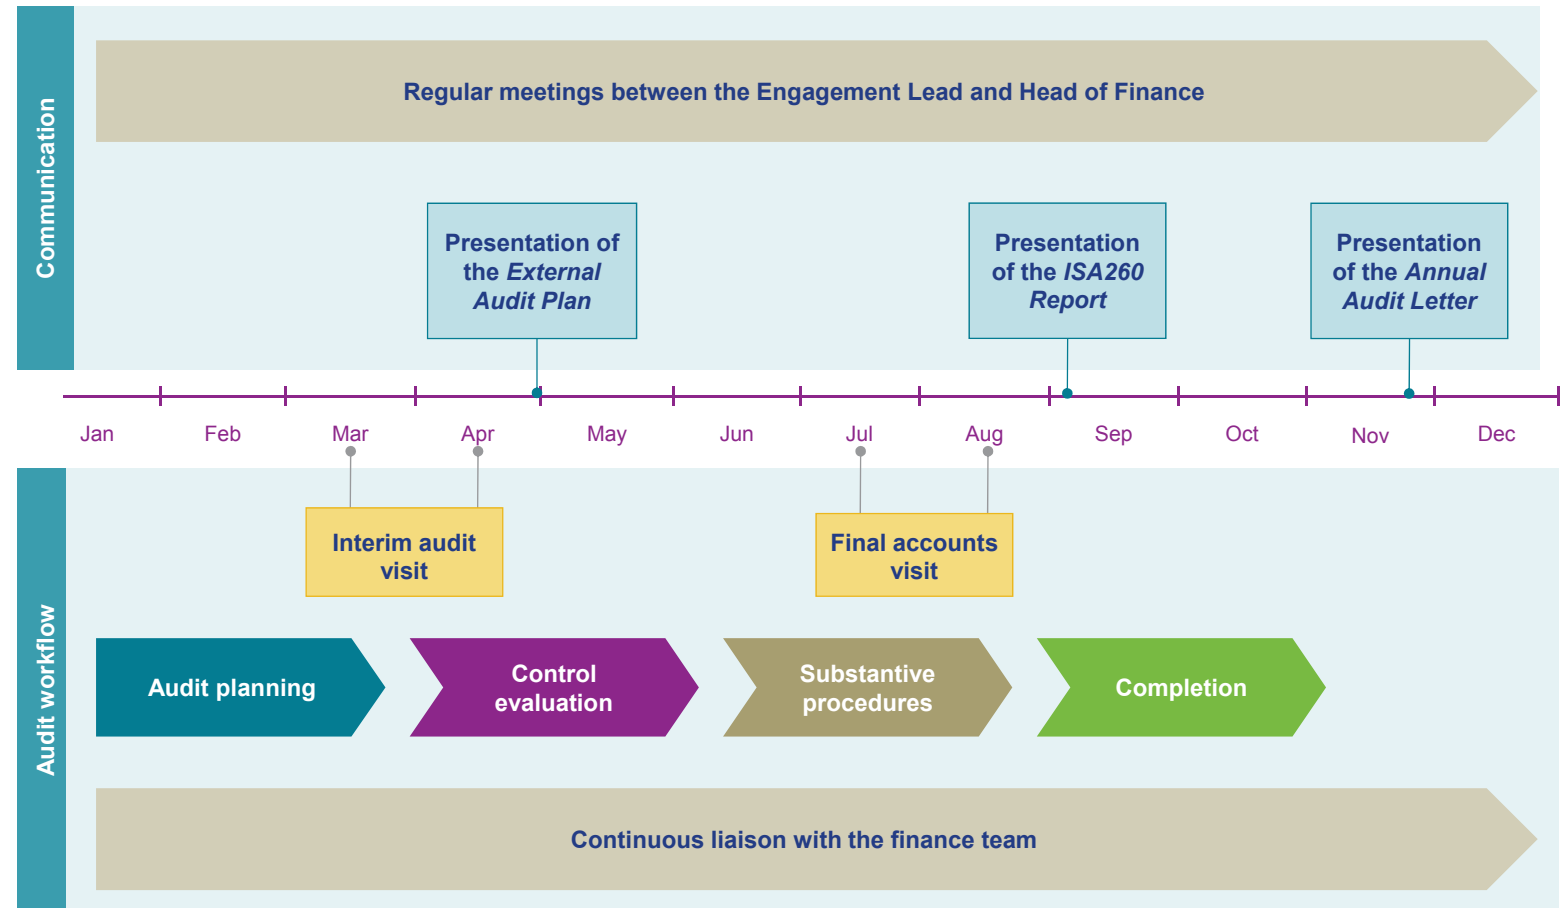 Communication
Regular meetings between the Engagement Lead and Head of Finance
Presentation of
the External
Audit Plan
Presentation
of the ISA260
Report
Presentation
of the Annual
Audit Letter
Jan
Feb
Mar
Apr
May
Jun
Jul
Aug
Sep
Oct
Nov
Dec
Audit workflow
Interim audit
visit
Final accounts
visit
Audit planning
Control
evaluation
Substantive
procedures
Completion
Continuous liaison with the finance team